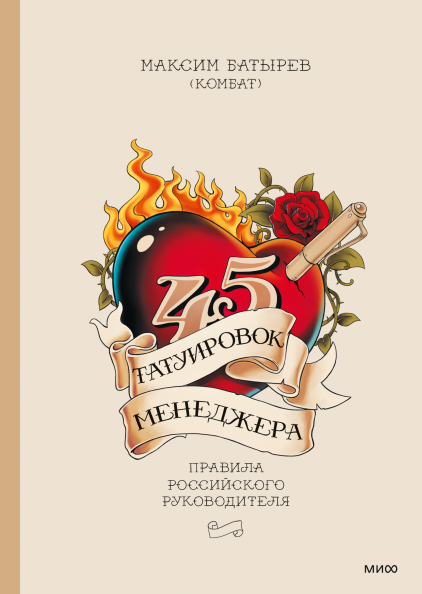 МАКСИМ БАТЫРЕВ
(КОМБАТ)
45
ТАТУИРОВОК
МЕНЕДЖЕРА
ПРАВИЛА
РОССИЙСКОГО
РУКОВОДИТЕЛЯ
МИФ